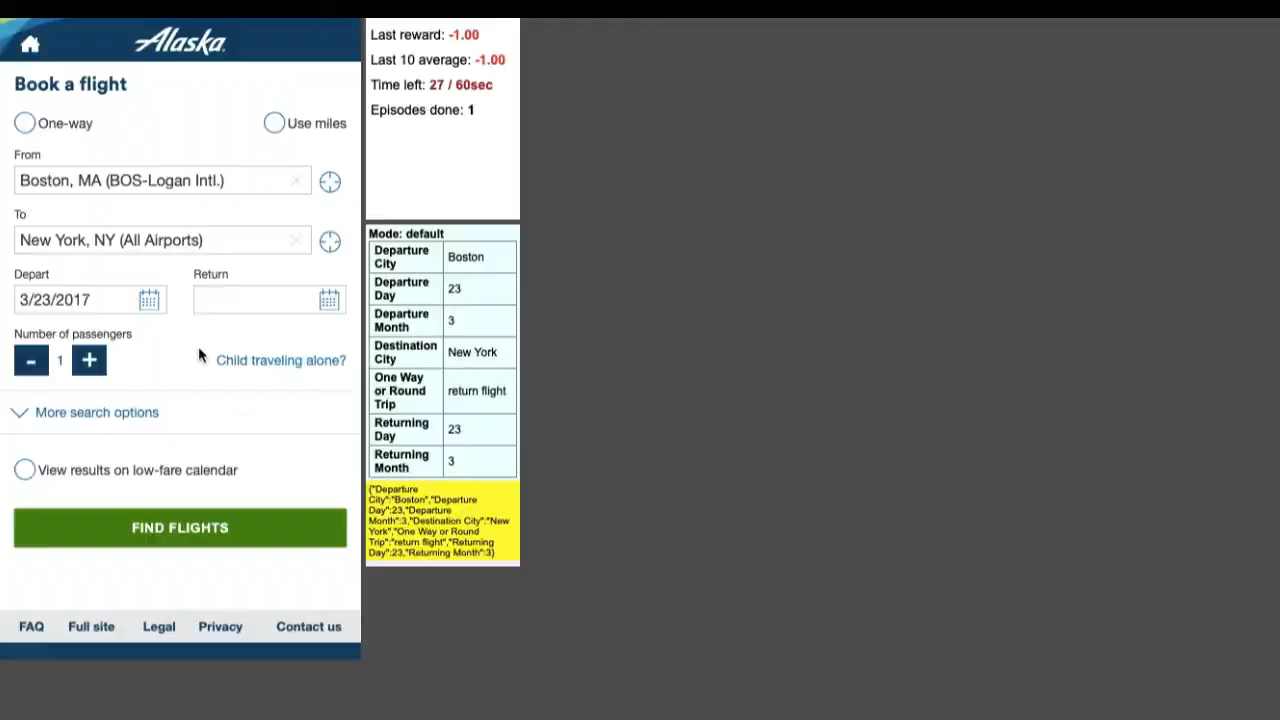 Alaska
Book a flight
One-way
Use miles
From
Boston, MA (BOS-Logan Intl.)
To
New York, NY (All Airports)
Depart
Return
3/23/2017
Number of passengers
- 1 +
Child traveling alone?
More search options
View results on low-fare calendar
FIND FLIGHTS
FAQ Full site Legal Privacy Contact us
Last reward: -1.00
Last 10 average: -1.00
Time left: 27 / 60sec
Episodes done: 1
Mode: default
Departure
City
Boston
Departure
Day
23
Departure
Month
3
Destination
City
New York
One Way
or Round
Trip
return flight
Returning
Day
23
Returning
Month
3
{"Departure
City":"Boston","Departure
Day":23,"Departure
Month":3,"Destination City":"New
York","One Way or Round
Trip":"return flight","Returning
Day":23,"Returning Month":3}